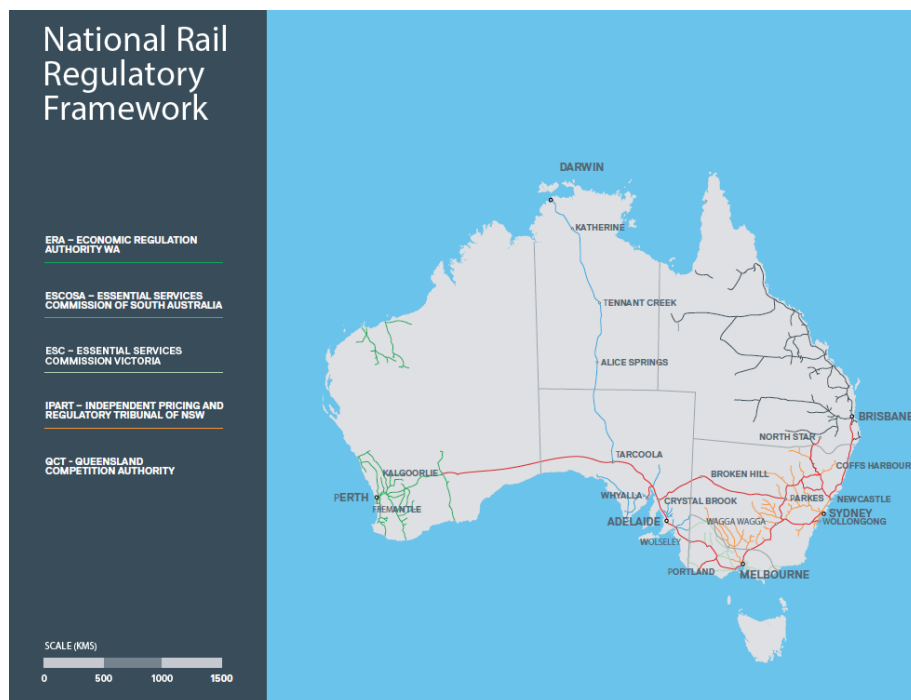 National Rail
Regulatory
Framework
ERA – ECONOMIC REGULATION
AUTHORITY WA
ESCOSA – ESSENTIAL SERVICES
COMMISSION OF SOUTH AUSTRALIA
ESC – ESSENTIAL SERVICES
COMMISSION VICTORIA
IPART – INDEPENDENT PRICING AND
REGULATORY TRIBUNAL OF NSW
QCT - QUEENSLAND
COMPETITION AUTHORITY
SCALE (KMS)
0 500 1000 1500
DARWIN
KATHERINE
TENNANT CREEK
ALICE SPRINGS
BRISBANE
NORTH STAR
TARCOOLA
COFFS HARBOUR
KALGOORLIE
BROKEN HILL
PERTH
WHYALLA
CRYSTAL BROOK
PARKES
NEWCASTLE
FREMANTLE
SYDNEY
ADELAIDE
WAGGA WAGGA
WOLLONGONG
WOLSELEY
PORTLAND
MELBOURNE